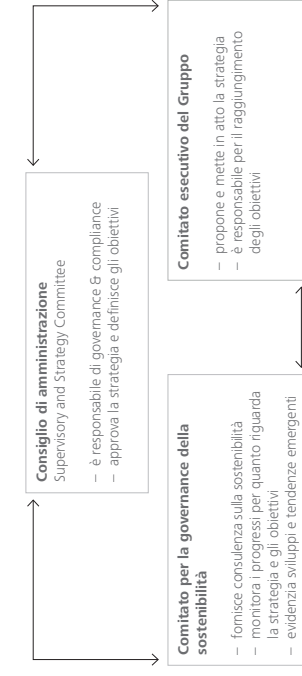 Consiglio di amministrazione
Supervisory and Strategy Committee
– è responsabile di governance & compliance
– approva la strategia e definisce gli obiettivi
Comitato per la governance della
sostenibilità
– fornisce consulenza sulla sostenibilità
– monitora i progressi per quanto riguarda
la strategia e gli obiettivi
– evidenzia sviluppi e tendenze emergenti
Comitato esecutivo del Gruppo
– propone e mette in atto la strategia
– è responsabile per il raggiungimento
degli obiettivi